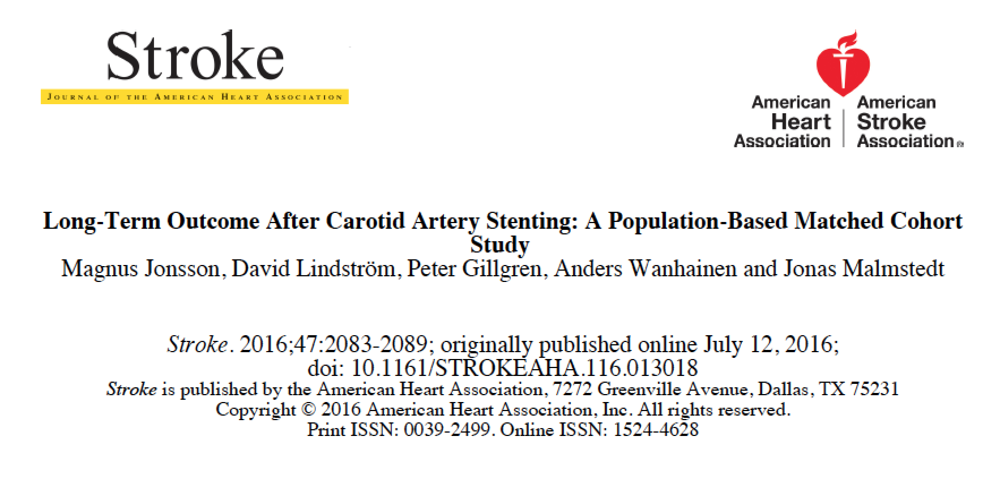 Stroke
JOURNAL OF THE AMERICAN HEART ASSOCIATION
American Heart Association
American Stroke Association®
Long-Term Outcome After Carotid Artery Stenting: A Population-Based Matched Cohort
Study
Magnus Jonsson, David Lindström, Peter Gillgren, Anders Wanhainen and Jonas Malmstedt
Stroke. 2016;47:2083-2089; originally published online July 12, 2016;
doi: 10.1161/STROKEAHA.116.013018
Stroke is published by the American Heart Association, 7272 Greenville Avenue, Dallas, TX 75231
Copyright © 2016 American Heart Association, Inc. All rights reserved.
Print ISSN: 0039-2499. Online ISSN: 1524-4628